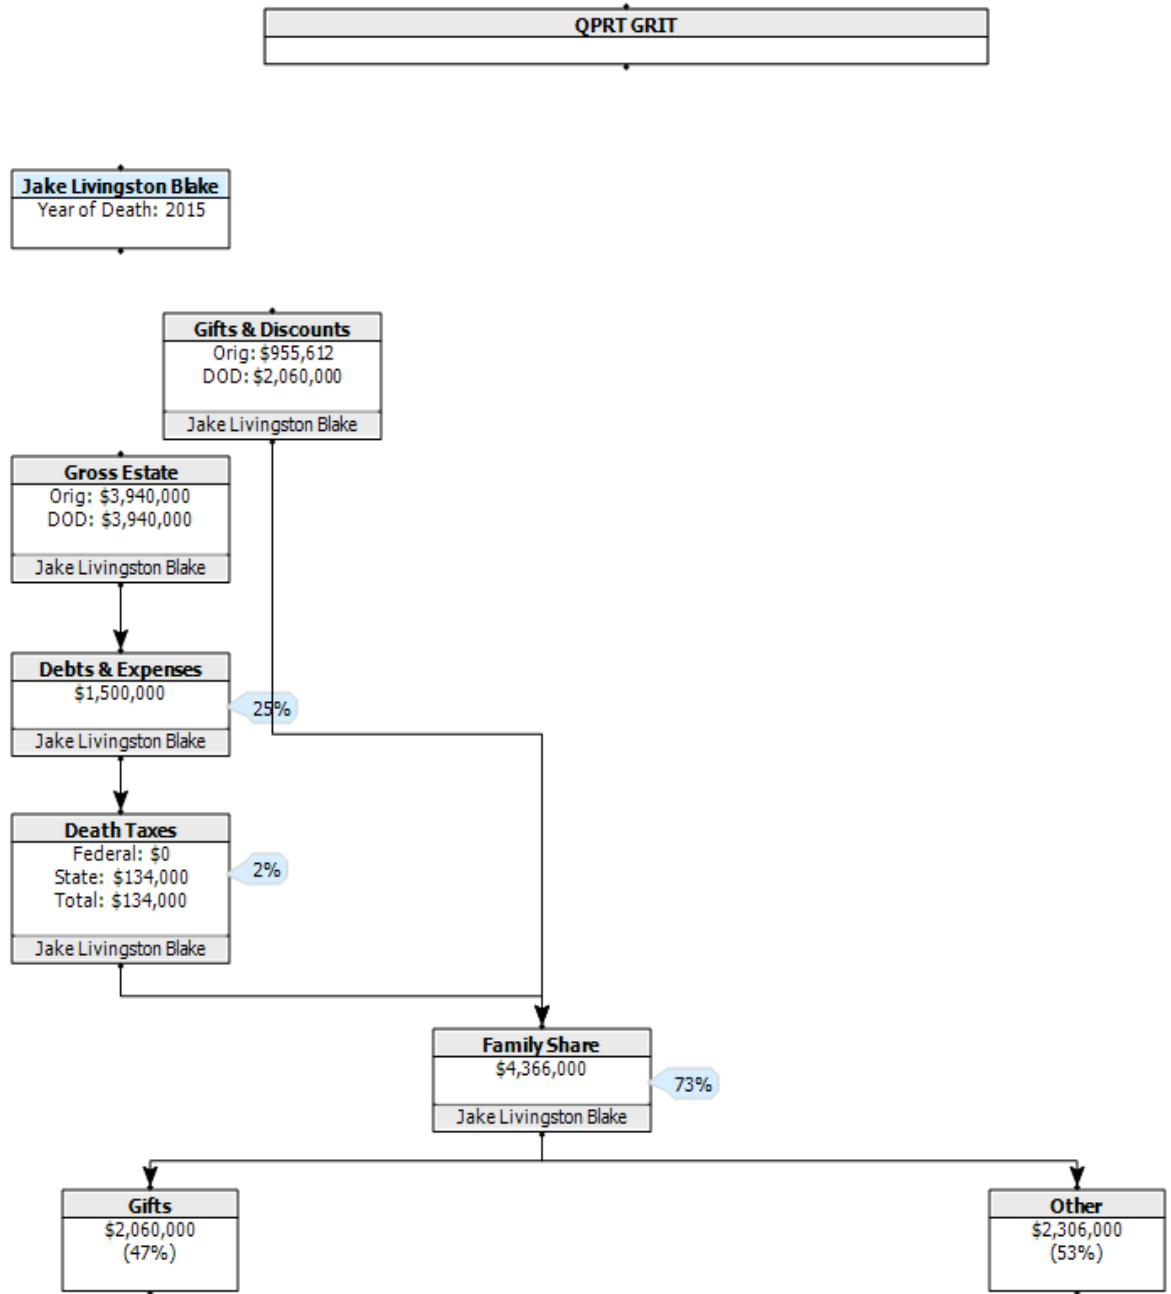 QPRT GRIT
Jake Livingston Blake
Year of Death: 2015
Gifts & Discounts
Orig: $955,612
DOD: $2,060,000
Jake Livingston Blake
Gross Estate
Orig: $3,940,000
DOD: $3,940,000
Jake Livingston Blake
Debts & Expenses
$1,500,000
25%
Jake Livingston Blake
Death Taxes
Federal: $0
State: $134,000
2%
Total: $134,000
Jake Livingston Blake
Family Share
$4,366,000
73%
Jake Livingston Blake
Gifts
$2,060,000
(47%)
Other
$2,306,000
(53%)